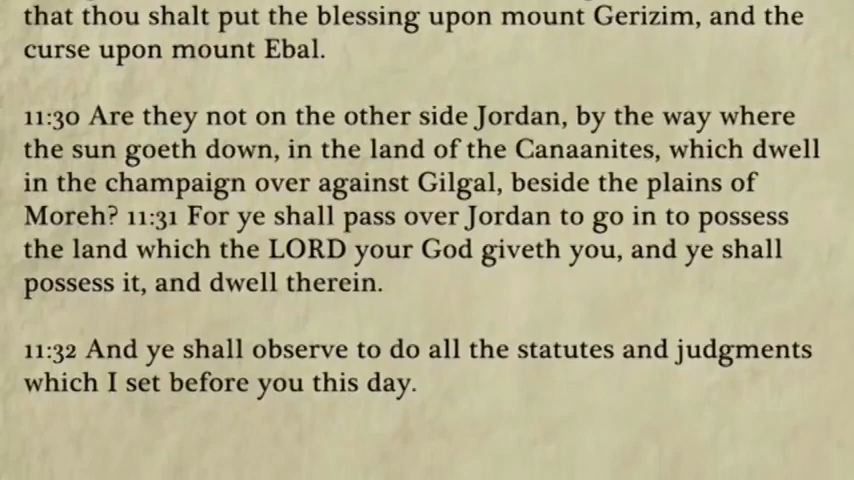 that thou shalt put the blessing upon mount Gerizim, and the
curse upon mount Ebal.
11:30 Are they not on the other side Jordan, by the way where
the sun goeth down, in the land of the Canaanites, which dwell
in the champaign over against Gilgal, beside the plains of
Moreh? 11:31 For ye shall pass over Jordan to go in to possess
the land which the LORD your God giveth you, and ye shall
possess it, and dwell therein.
11:32 And ye shall observe to do all the statutes and judgments
which I set before you this day.